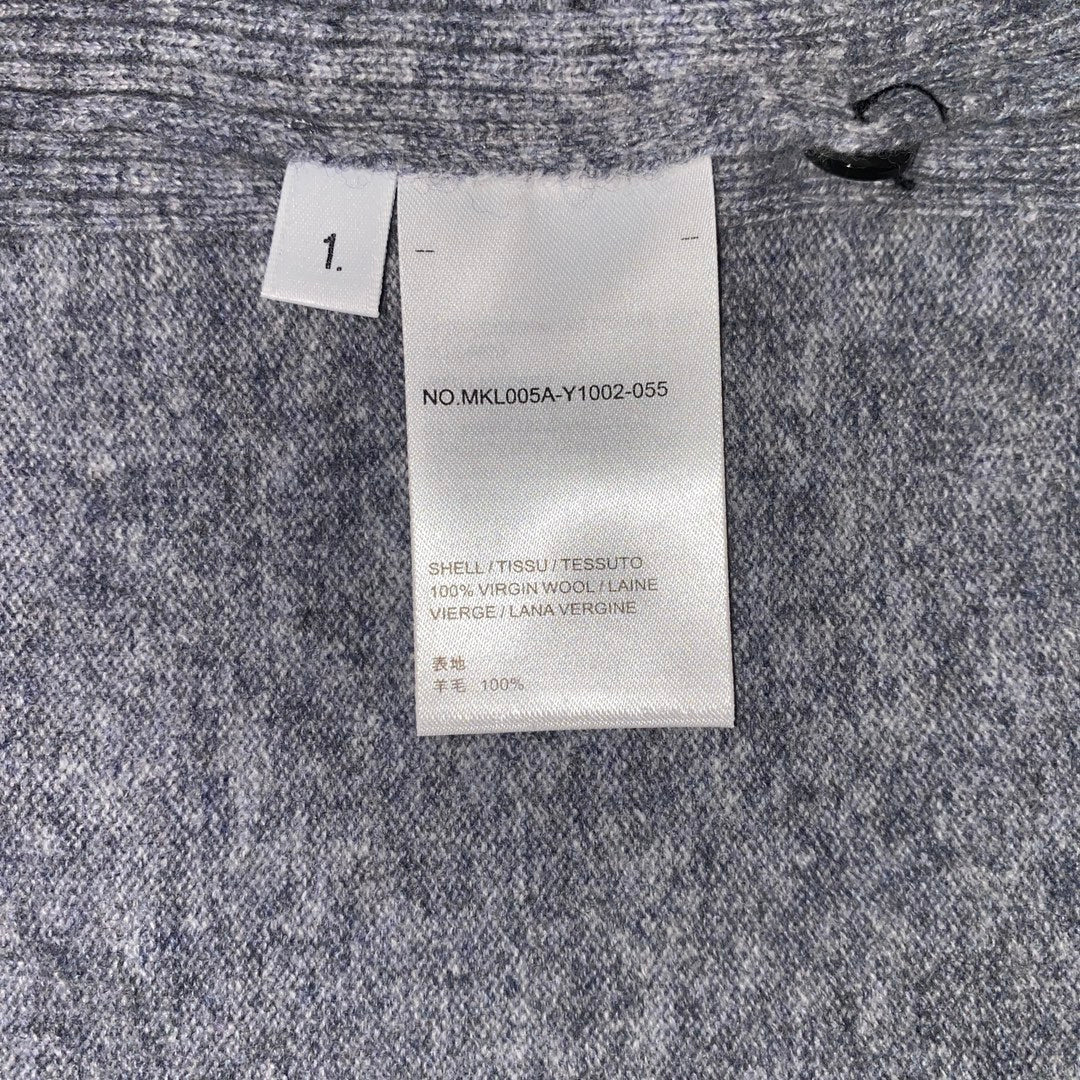 1.
NO.MKL005A-Y1002-055
SHELL / TISSU / TESSUTO
100% VIRGIN WOOL / LAINE
VIERGE / LANA VERGINE
表地
羊毛 100%